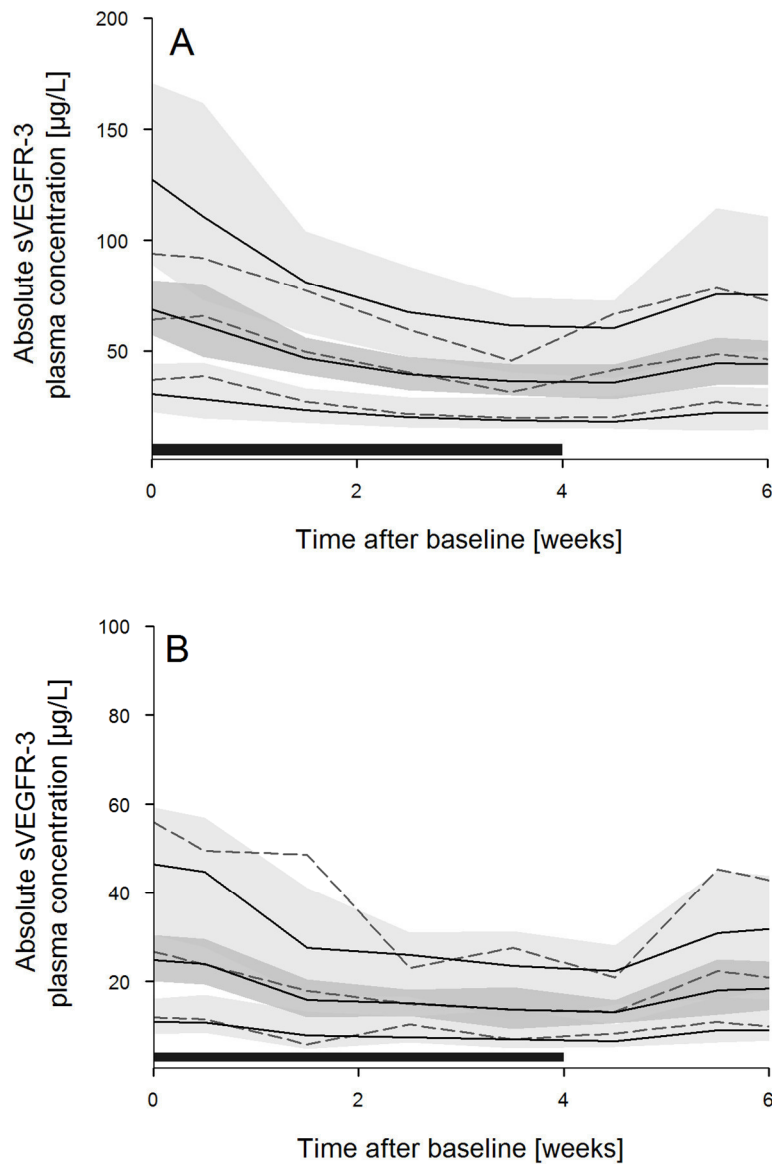 A
200
150
100
50
Absolute sVEGFR-3
plasma concentration [µg/L]
0 2 4 6
Time after baseline [weeks]
B
100
80
60
40
20
Absolute sVEGFR-3
plasma concentration [µg/L]
0 2 4 6
Time after baseline [weeks]